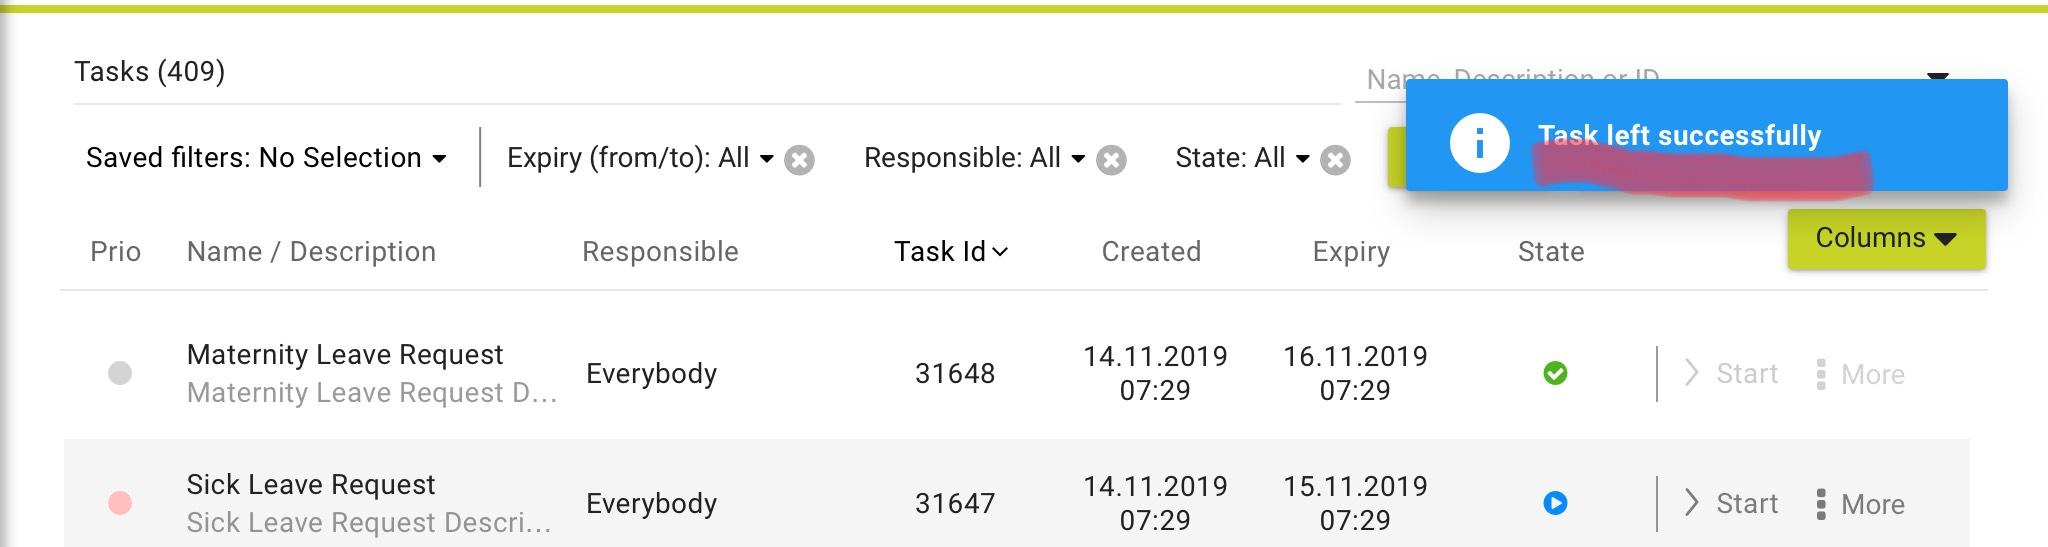 Tasks (409)
Name, Description or ID
Task left successfully
Saved filters: No Selection
Expiry (from/to): All
Responsible: All
State: All
Columns
Prio Name / Description Responsible Task Id Created Expiry State
Maternity Leave Request
Maternity Leave Request D...
Everybody
31648
14.11.2019
07:29
16.11.2019
07:29
Start
More
Sick Leave Request
Sick Leave Request Descri...
Everybody
31647
14.11.2019
07:29
15.11.2019
07:29
Start
More